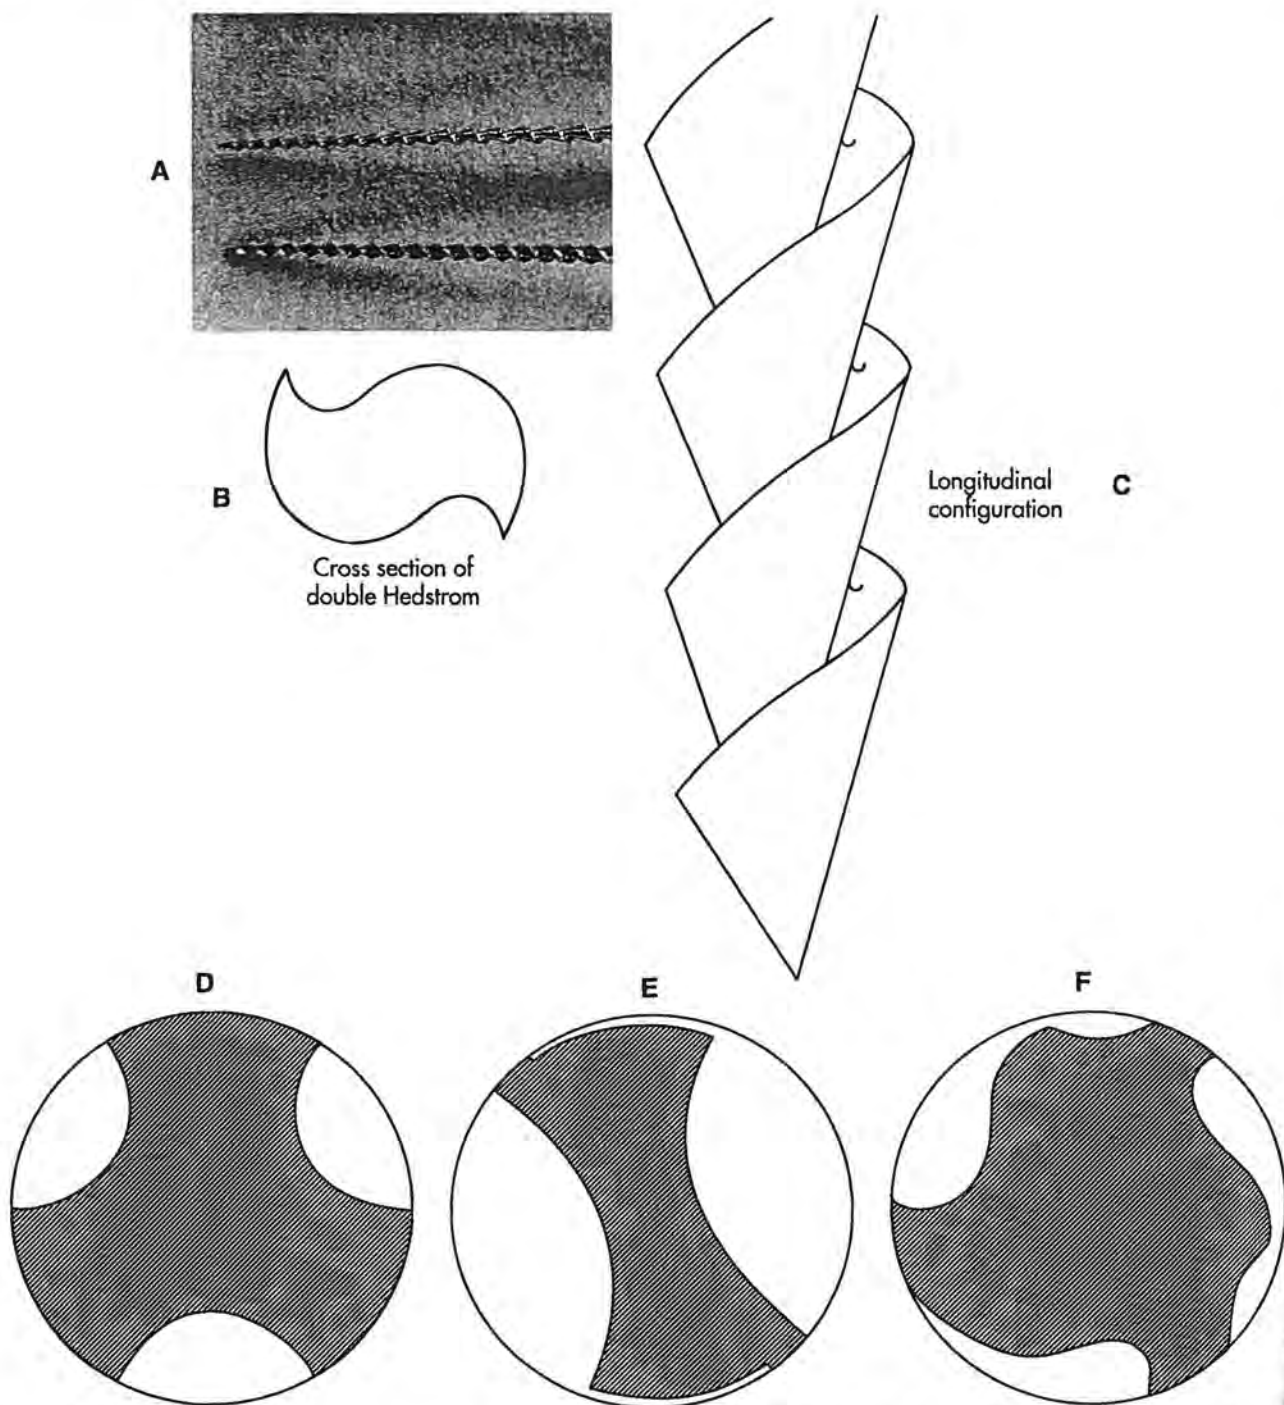 A
B
Cross section of
double Hedstrom
Longitudinal
configuration
C
D
E
F